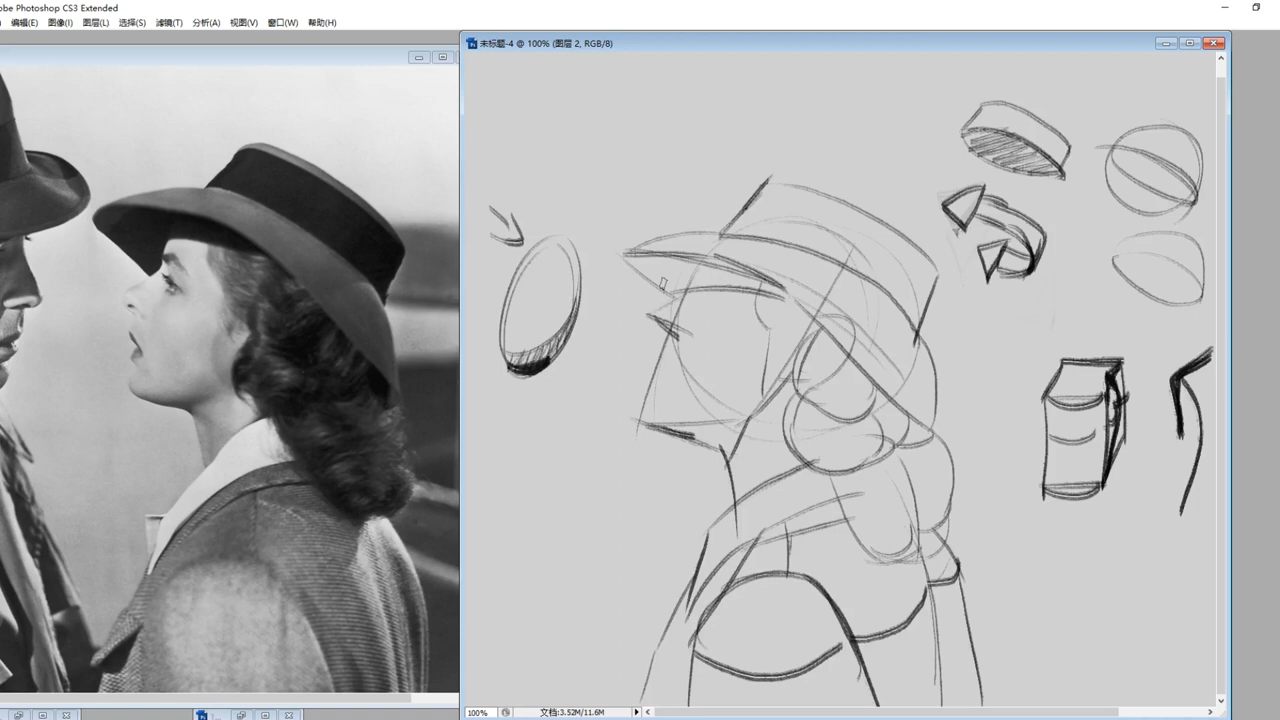 obe Photoshop CS3 Extended
编辑(E) 图像(I) 图层(L) 选择(S) 滤镜(T) 分析(A) 视图(V) 窗口(W) 帮助(H)
未标题-4 @ 100% (图层 2, RGB/8)
100% 文档:3.52M/11.6M